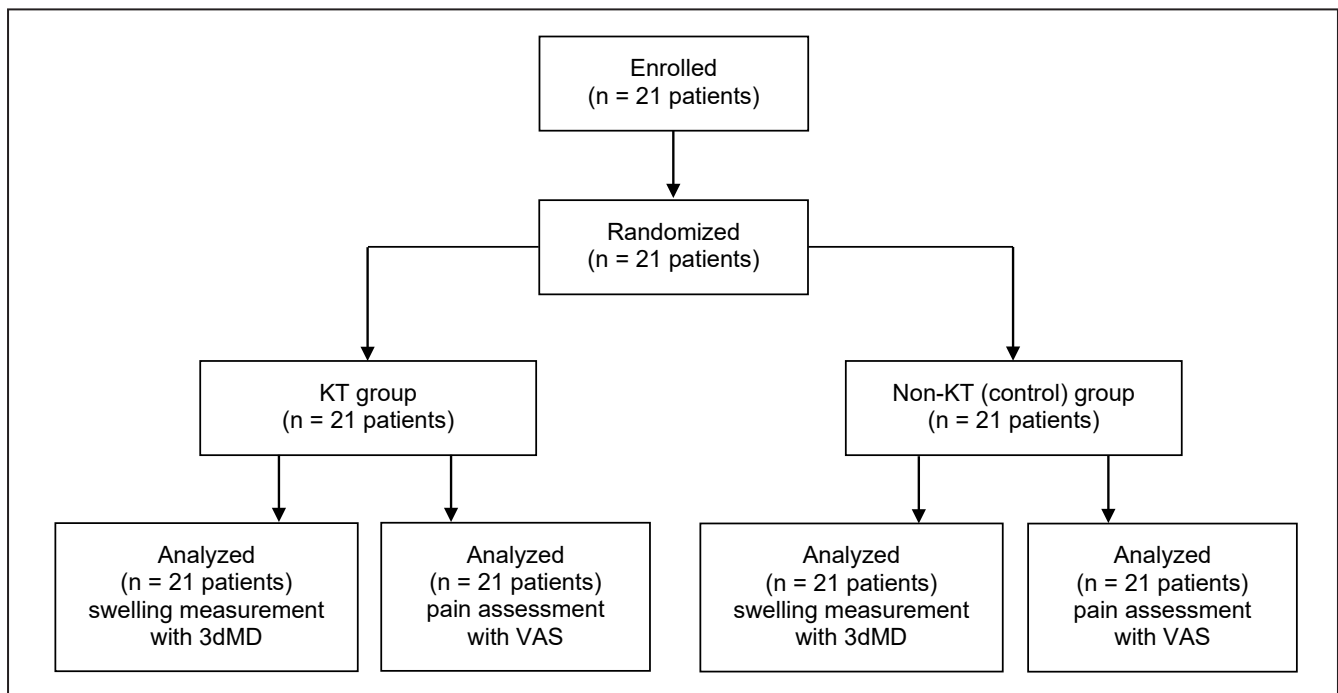 Enrolled
(n = 21 patients)
Randomized
(n = 21 patients)
KT group
(n = 21 patients)
Non-KT (control) group
(n = 21 patients)
Analyzed
(n = 21 patients)
swelling measurement
with 3dMD
Analyzed
(n = 21 patients)
pain assessment
with VAS
Analyzed
(n = 21 patients)
swelling measurement
with 3dMD
Analyzed
(n = 21 patients)
pain assessment
with VAS